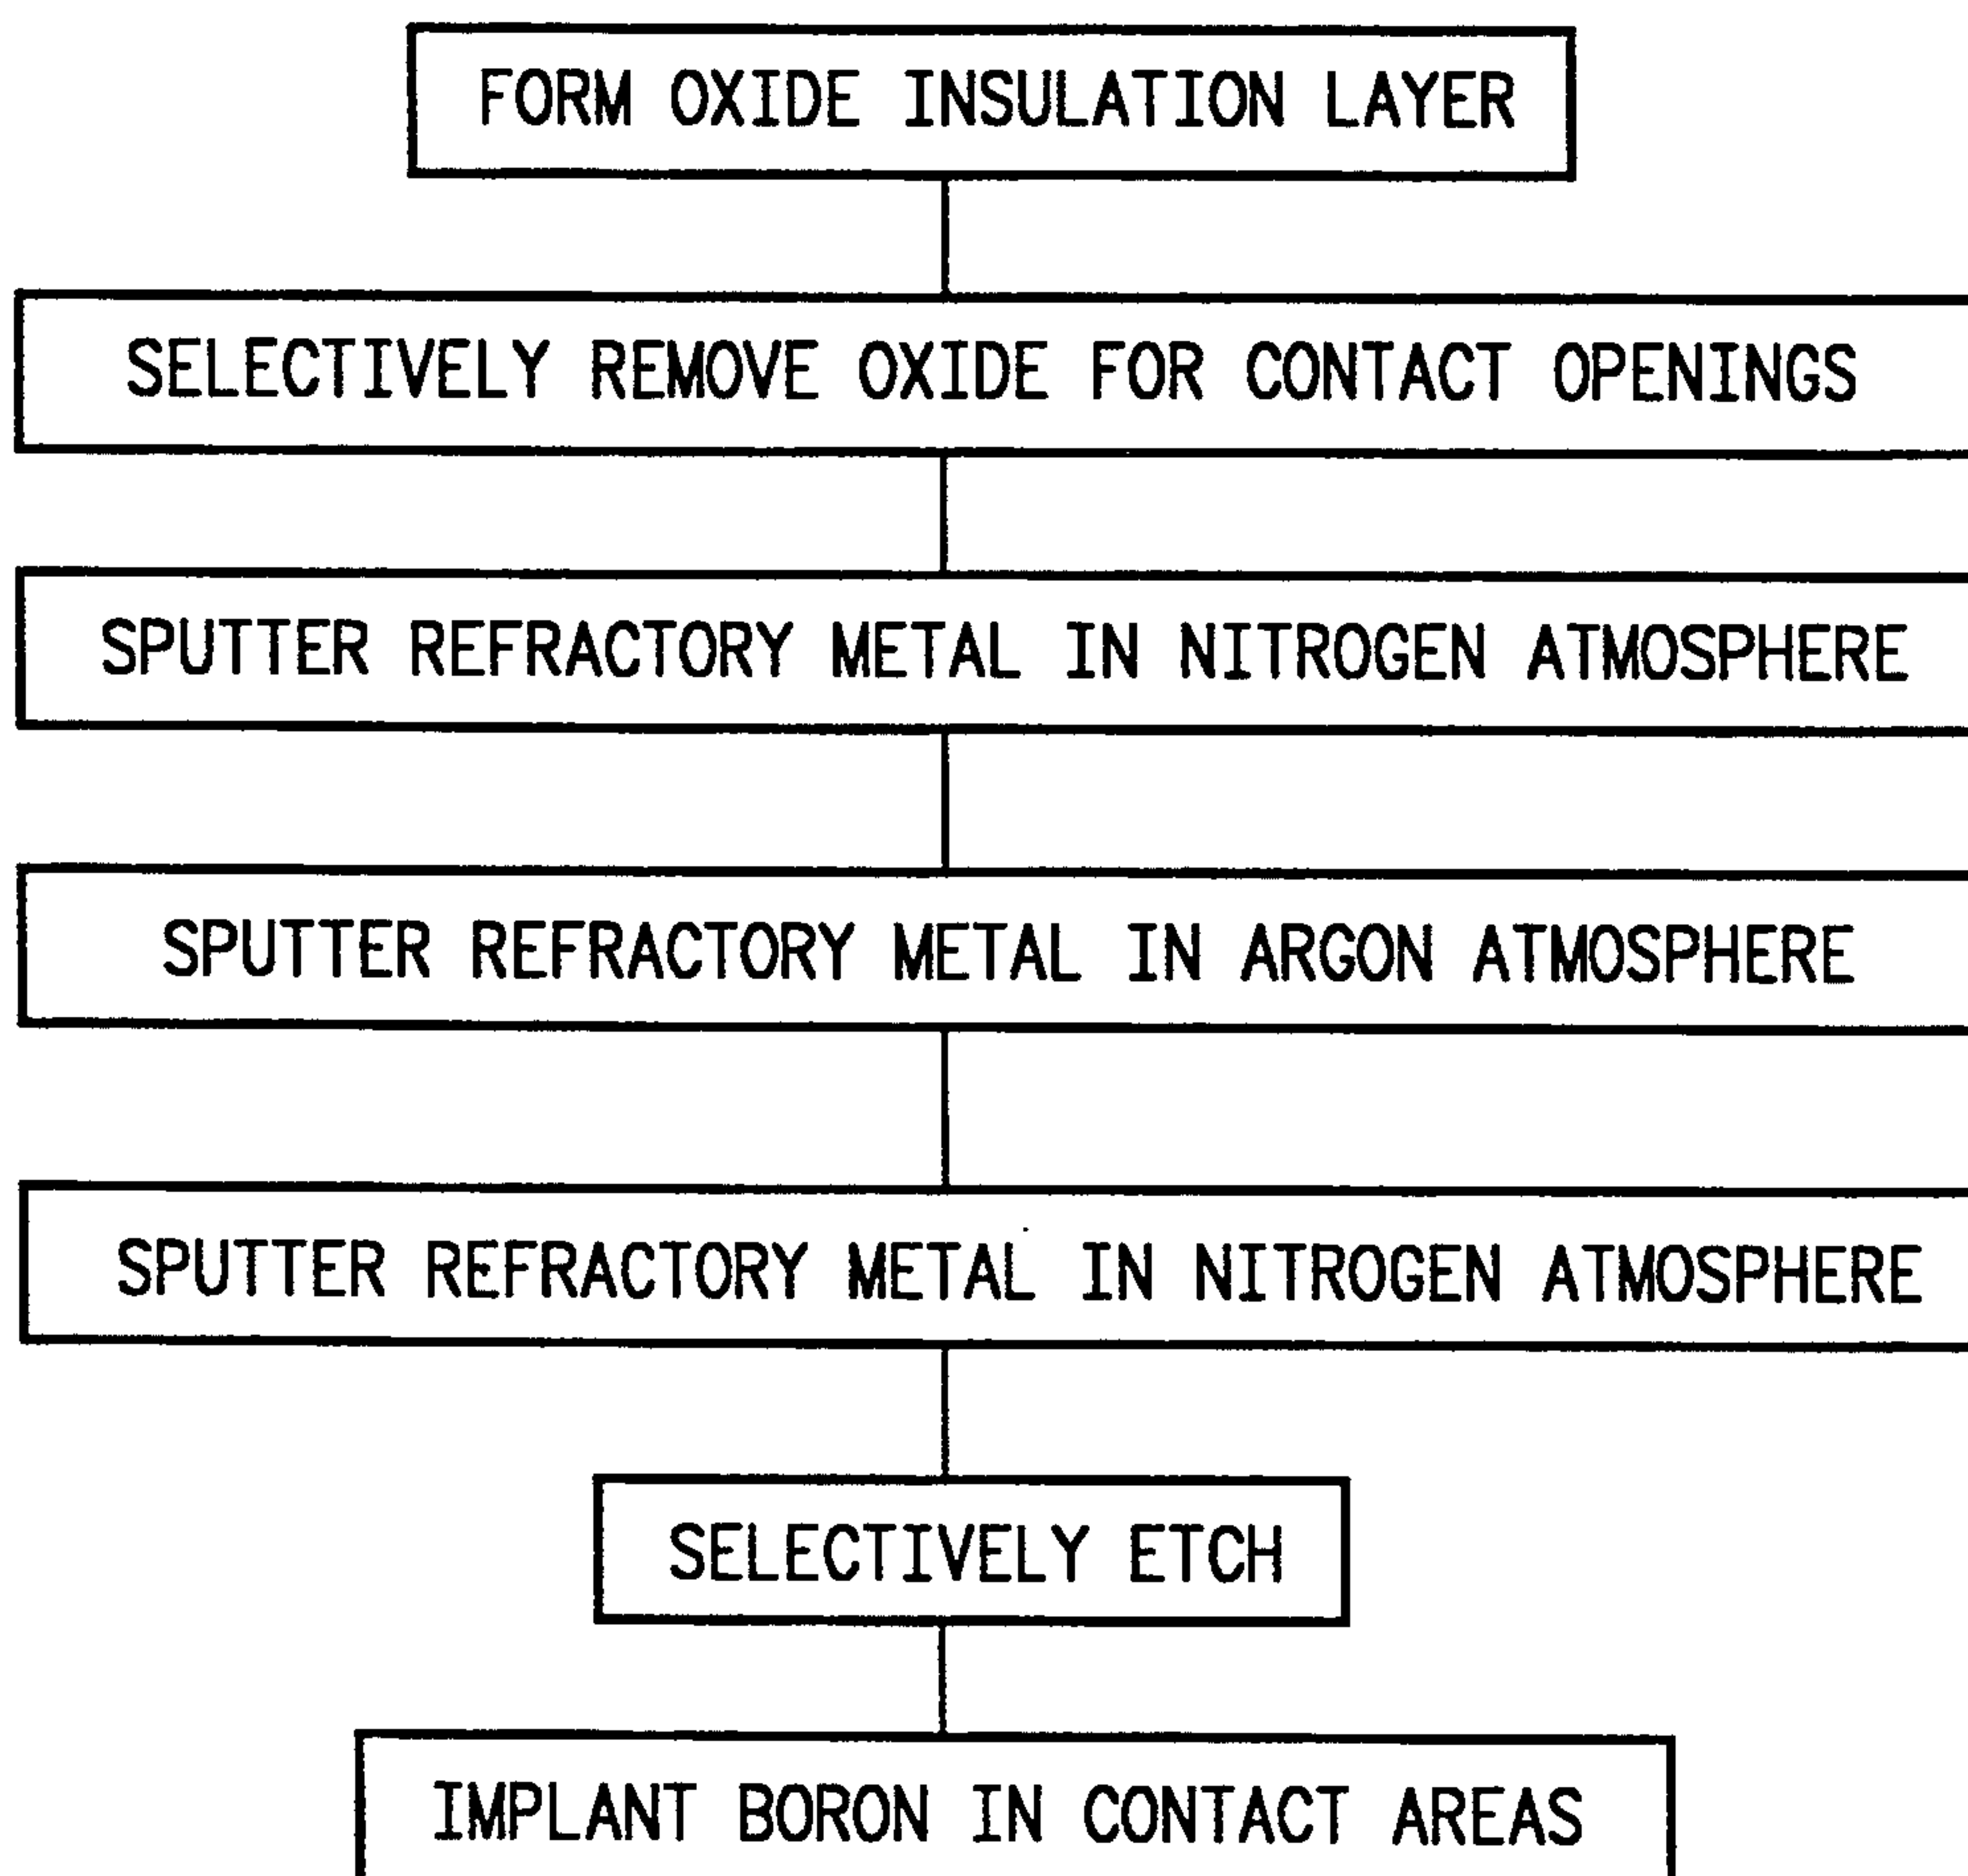 FORM OXIDE INSULATION LAYER
SELECTIVELY REMOVE OXIDE FOR CONTACT OPENINGS
SPUTTER REFRACTORY METAL IN NITROGEN ATMOSPHERE
SPUTTER REFRACTORY METAL IN ARGON ATMOSPHERE
SPUTTER REFRACTORY METAL IN NITROGEN ATMOSPHERE
SELECTIVELY ETCH
IMPLANT BORON IN CONTACT AREAS